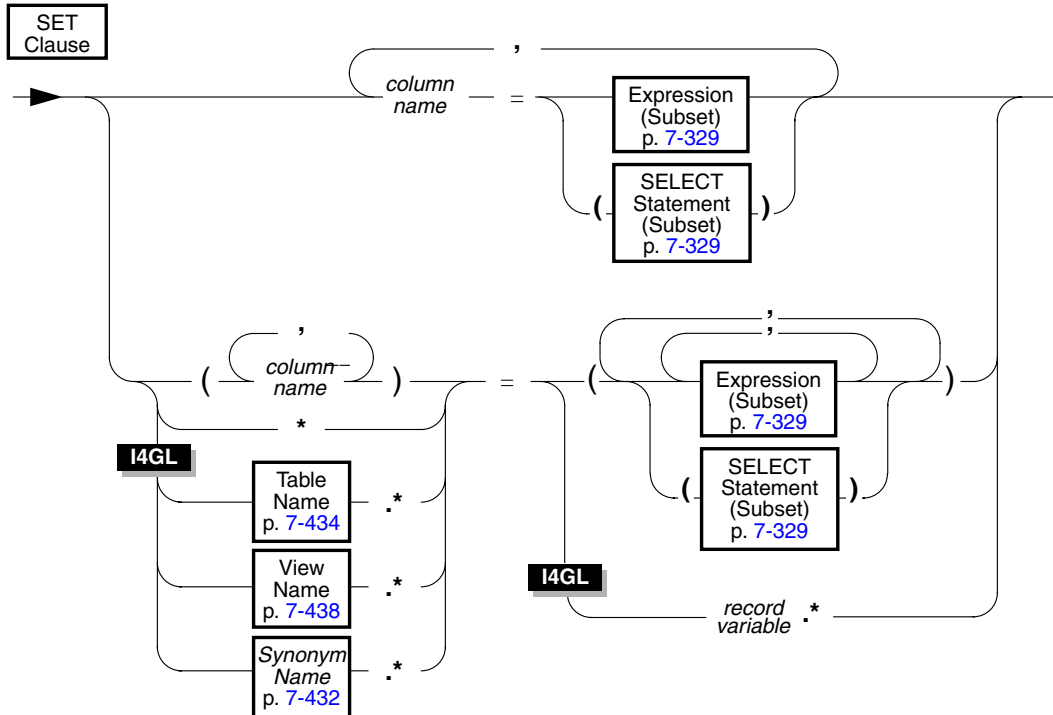 SET
Clause
,
column
name
=
Expression
(Subset)
p. 7-329
(
SELECT
Statement
(Subset)
p. 7-329
)
,
( column
name )
*
I4GL
Table
Name
p. 7-434
.*
View
Name
p. 7-438
.*
Synonym
Name
p. 7-432
.*
=
,
,
(
Expression
(Subset)
p. 7-329
)
(
SELECT
Statement
(Subset)
p. 7-329
)
I4GL
record
variable .*